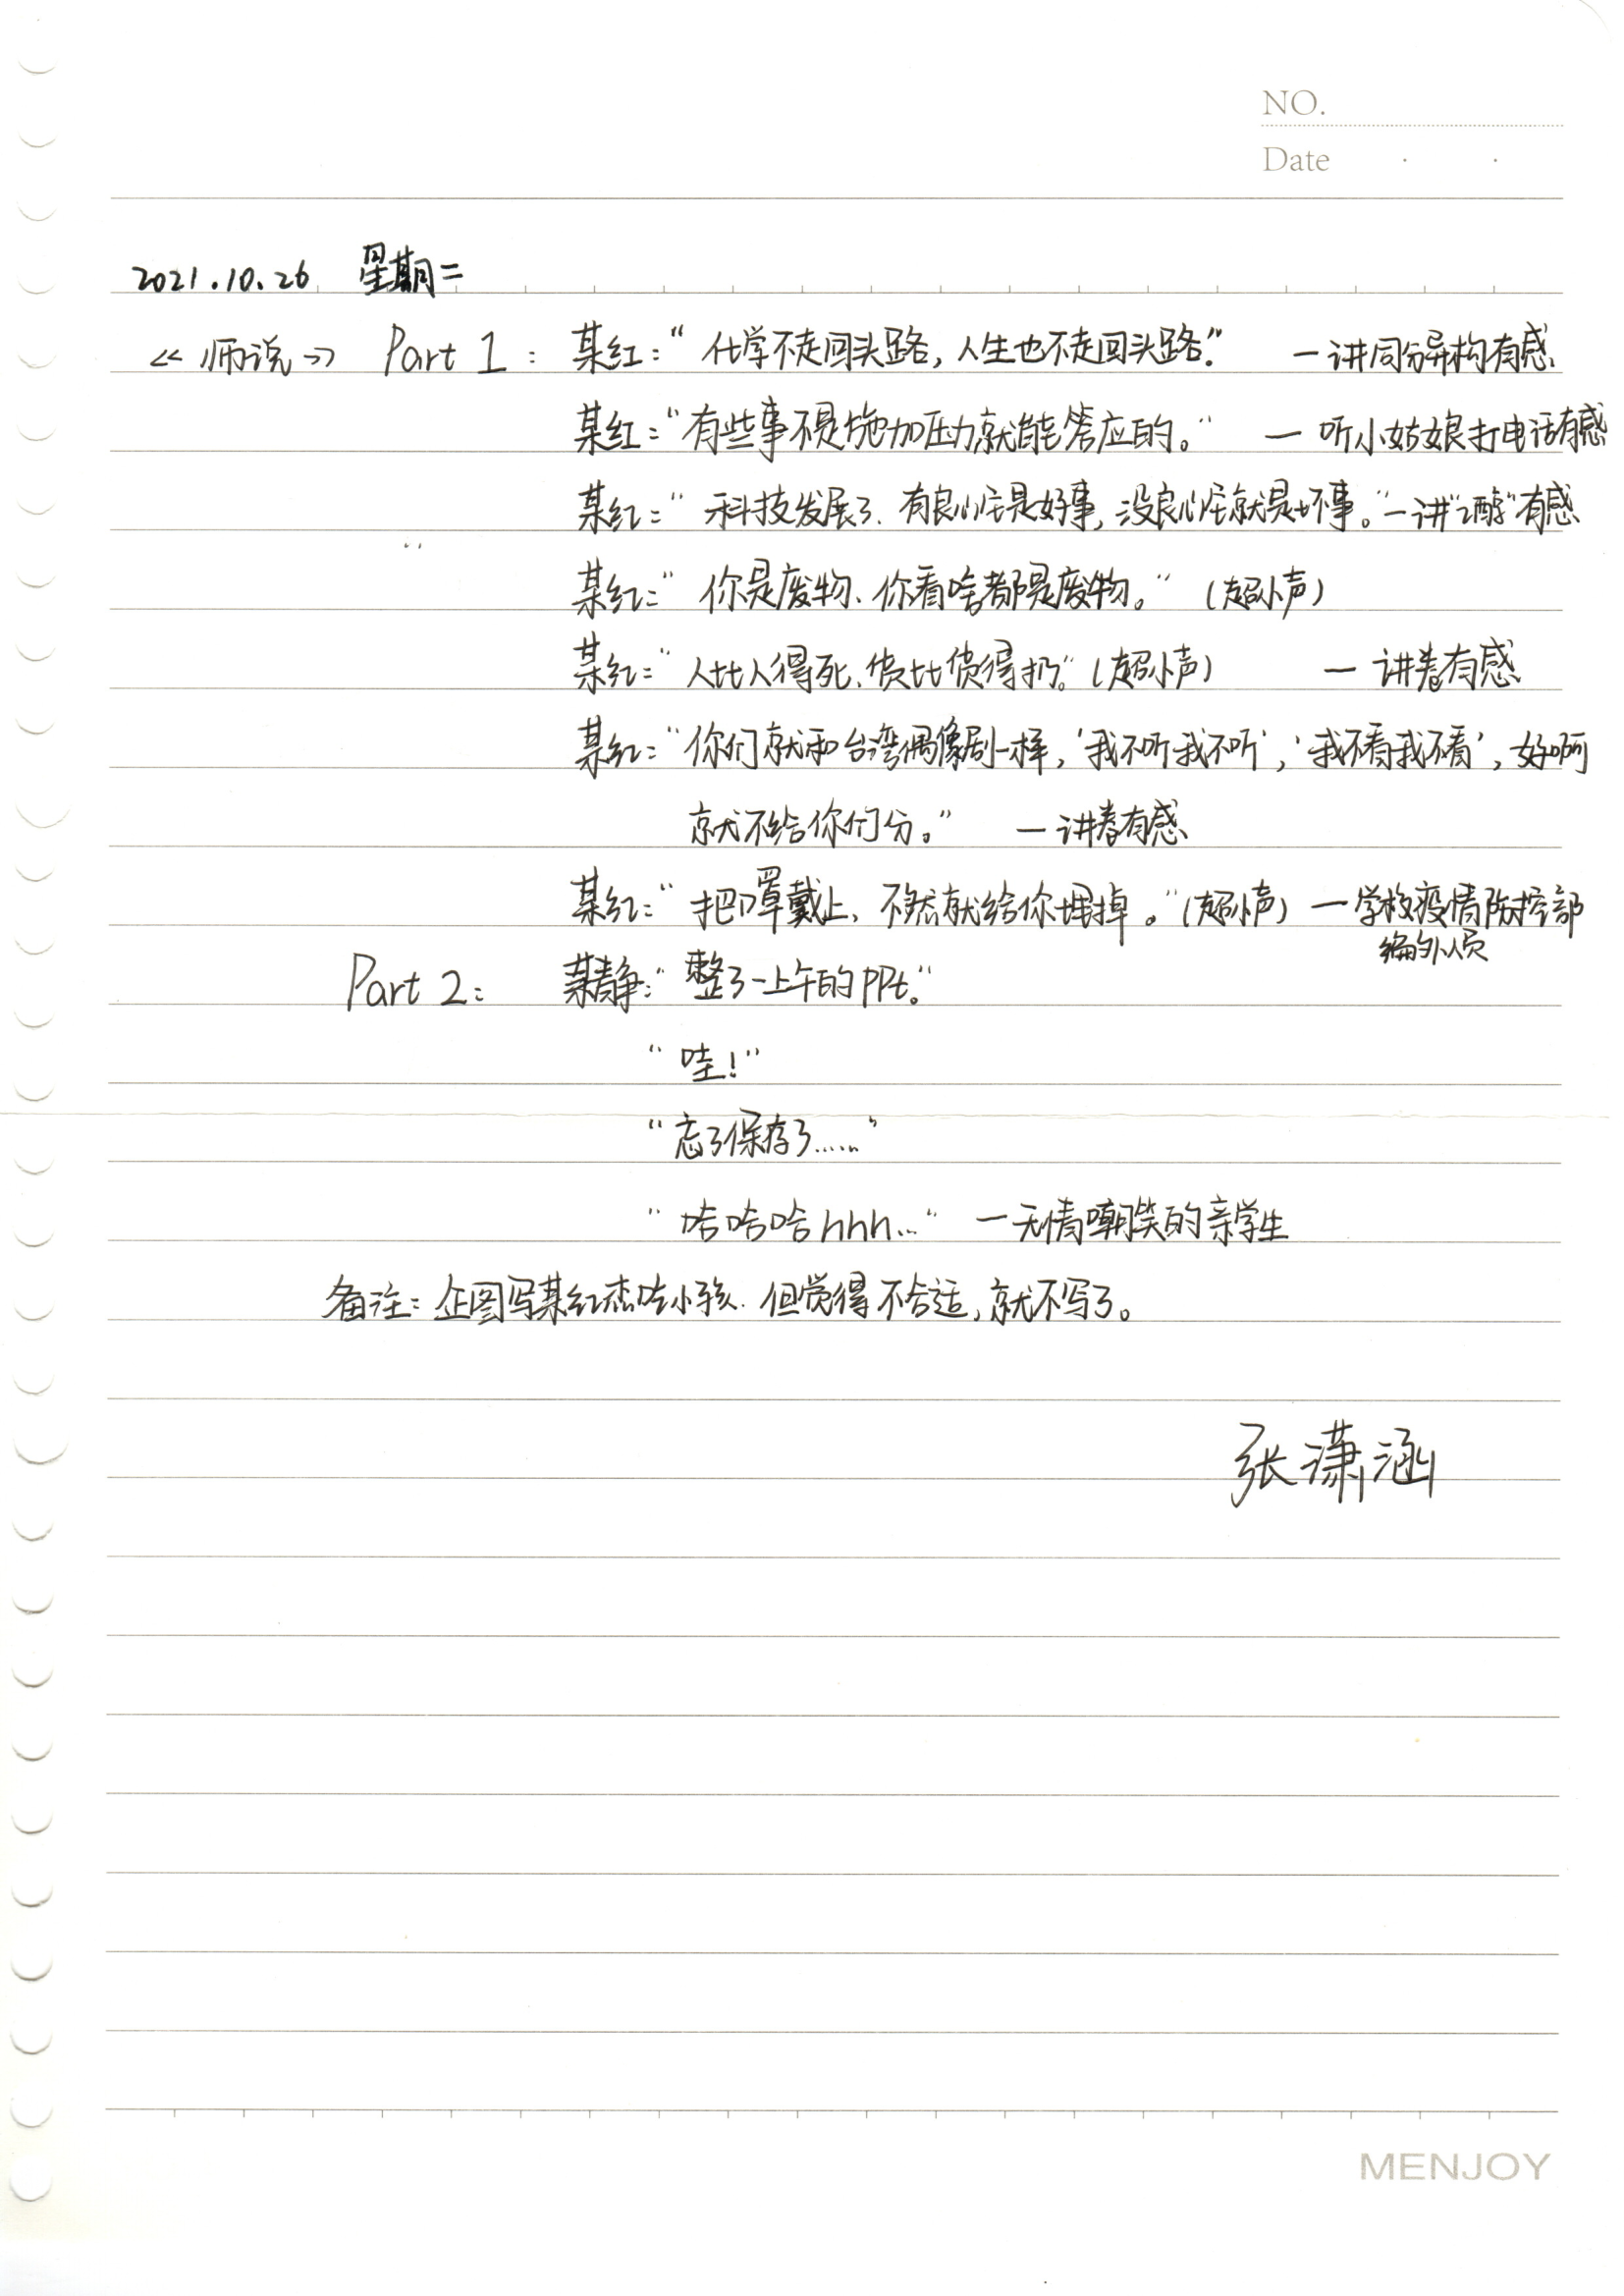 NO.
Date
2021.10.26 星期二
《师说》 Part 1: 某红:“化学不走回头路,人生也不走回头路.” —讲同分异构有感
某红:“有些事不是施加压力就能答应的。” —听小姑娘打电话有感
某红:“科技发展了、有良心它是好事,没良心它就是坏事。”—讲“醇”有感
某红:“你是废物、你看啥都是废物。”(超小声)
某红:“人比人得死、货比货得扔。”(超小声) —讲卷有感
某红:“你们就和台湾偶像剧一样,‘我不听我不听’,‘我不看我不看’,好啊
就不给你们分。” —讲卷有感
某红:“把口罩戴上、不然就给你埋掉。”(超小声)—学校疫情防控部
编外人员
Part 2: 某静:“整了一上午的PPt。”
“哇!”
“忘了保存了……”
“哈哈哈hhh…” —无情嘲笑的亲学生
备注:企图写某红杰哈小孩.但觉得不合适,就不写了。
张潇涵
MENJOY